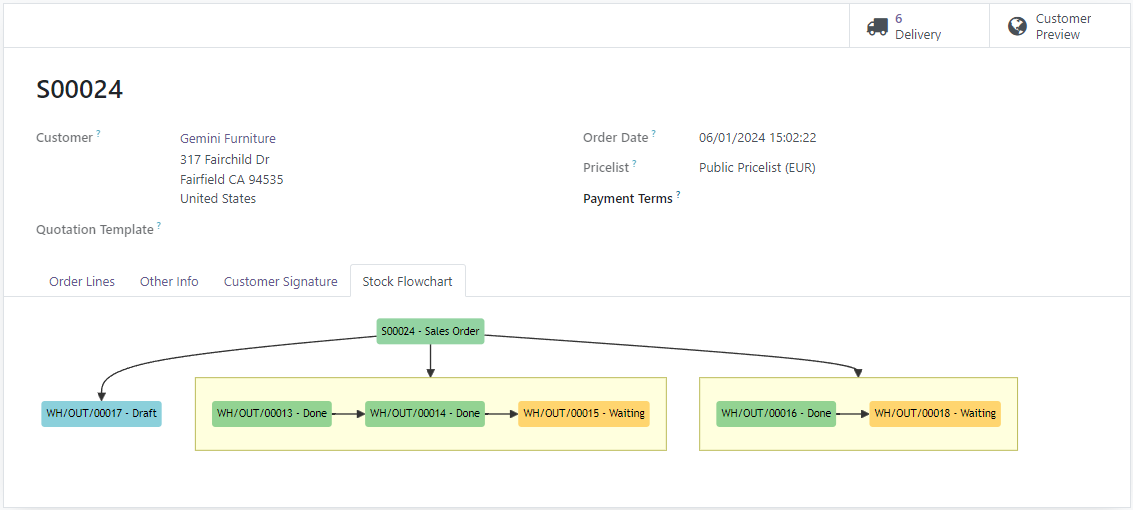 6
Delivery
Customer
Preview
S00024
Customer ?
Gemini Furniture
317 Fairchild Dr
Fairfield CA 94535
United States
Quotation Template ?
Order Date ?
06/01/2024 15:02:22
Pricelist ?
Public Pricelist (EUR)
Payment Terms ?
Order Lines
Other Info
Customer Signature
Stock Flowchart
S00024 - Sales Order
WH/OUT/00017 - Draft
WH/OUT/00013 - Done
WH/OUT/00014 - Done
WH/OUT/00015 - Waiting
WH/OUT/00016 - Done
WH/OUT/00018 - Waiting